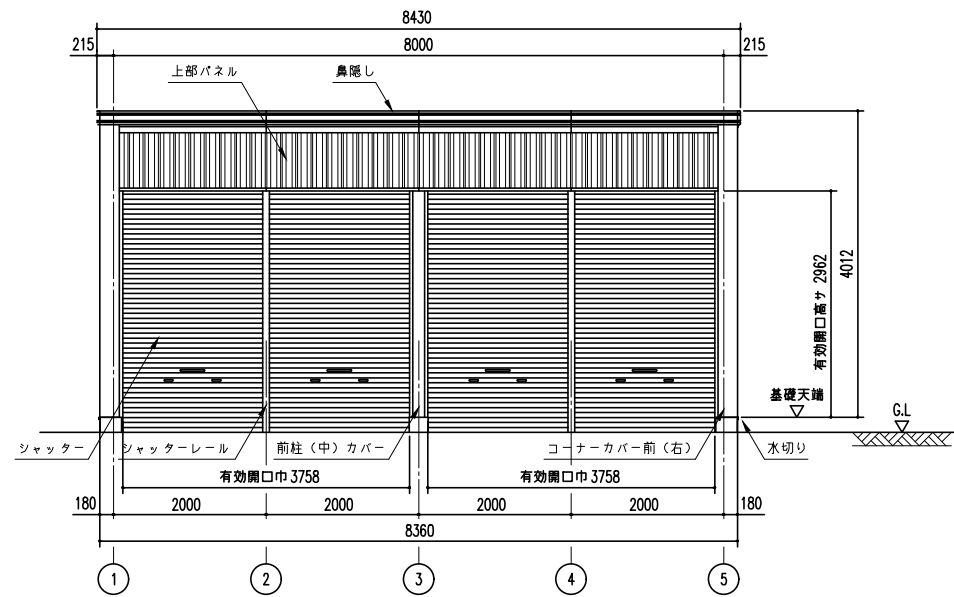 8430
215
8000
215
上部パネル
鼻隠し
有効開口高サ 2962
4012
基礎天端
G.L
シャッター
シャッターレール
前柱（中）カバー
コーナーカバー前（右）
水切り
有効開口巾 3758
有効開口巾 3758
180
2000
2000
2000
2000
180
8360
1
2
3
4
5